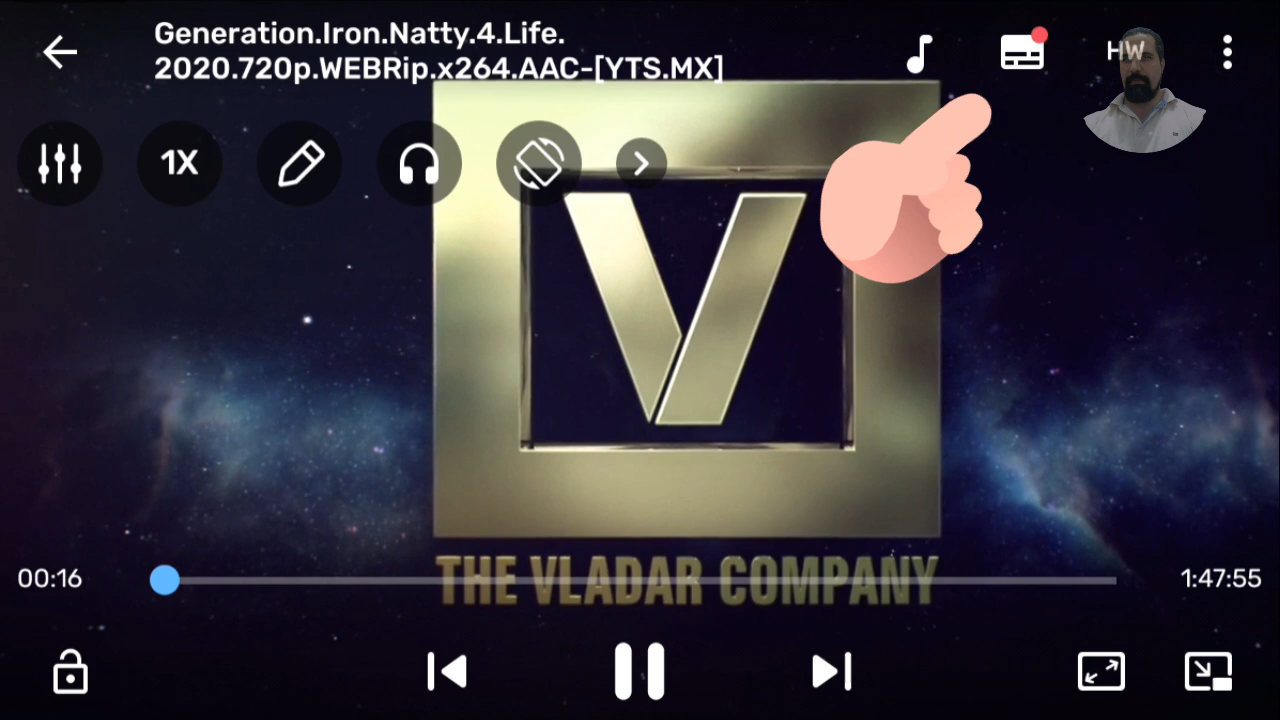 Generation.Iron.Natty.4.Life.
2020.720p.WEBRip.x264.AAC-[YTS.MX]
HW
1X
V
THE VLADAR COMPANY
00:16
1:47:55